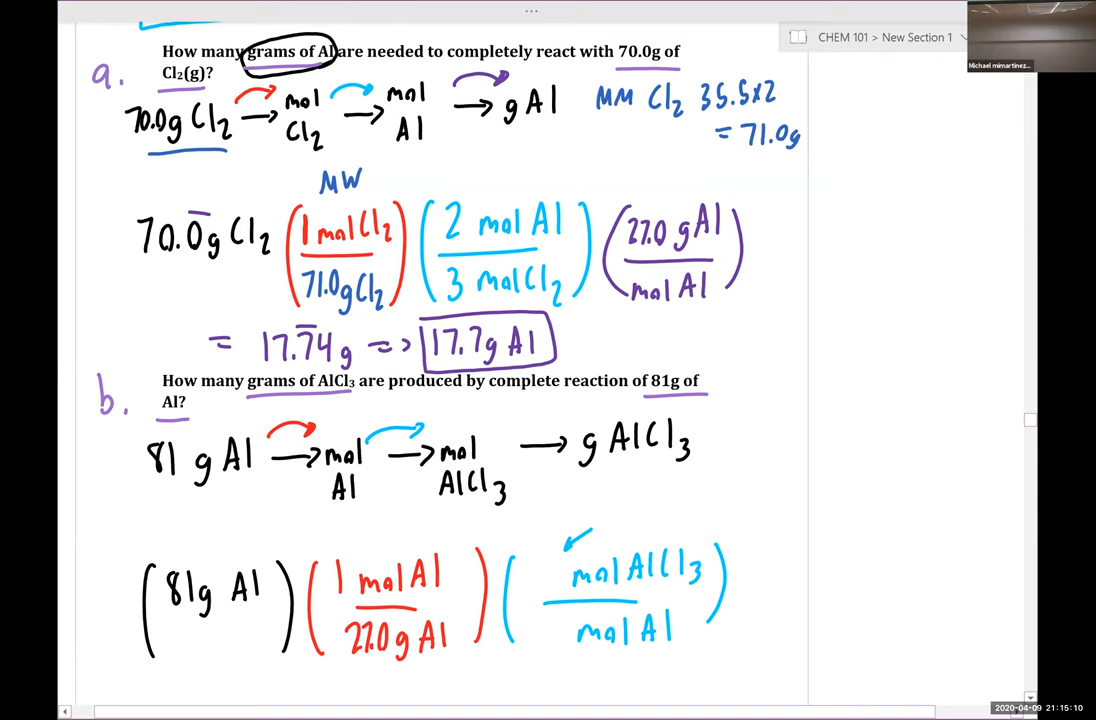 CHEM 101 > New Section 1
Michael mimartinez...
a.
How many grams of Al are needed to completely react with 70.0g of
Cl₂(g)?
70.0g Cl₂ → mol Cl₂ → mol Al → g Al
MM Cl₂ 35.5x2
= 71.0g
MW
70.0g Cl₂ (1 mol Cl₂ / 71.0g Cl₂) (2 mol Al / 3 mol Cl₂) (27.0 g Al / mol Al)
= 17.74g => 17.7g Al
b.
How many grams of AlCl₃ are produced by complete reaction of 81g of
Al?
81 g Al → mol Al → mol AlCl₃ → g AlCl₃
(81g Al) (1 mol Al / 27.0 g Al) ( mol AlCl₃ / mol Al)
2020-04-09 21:15:10